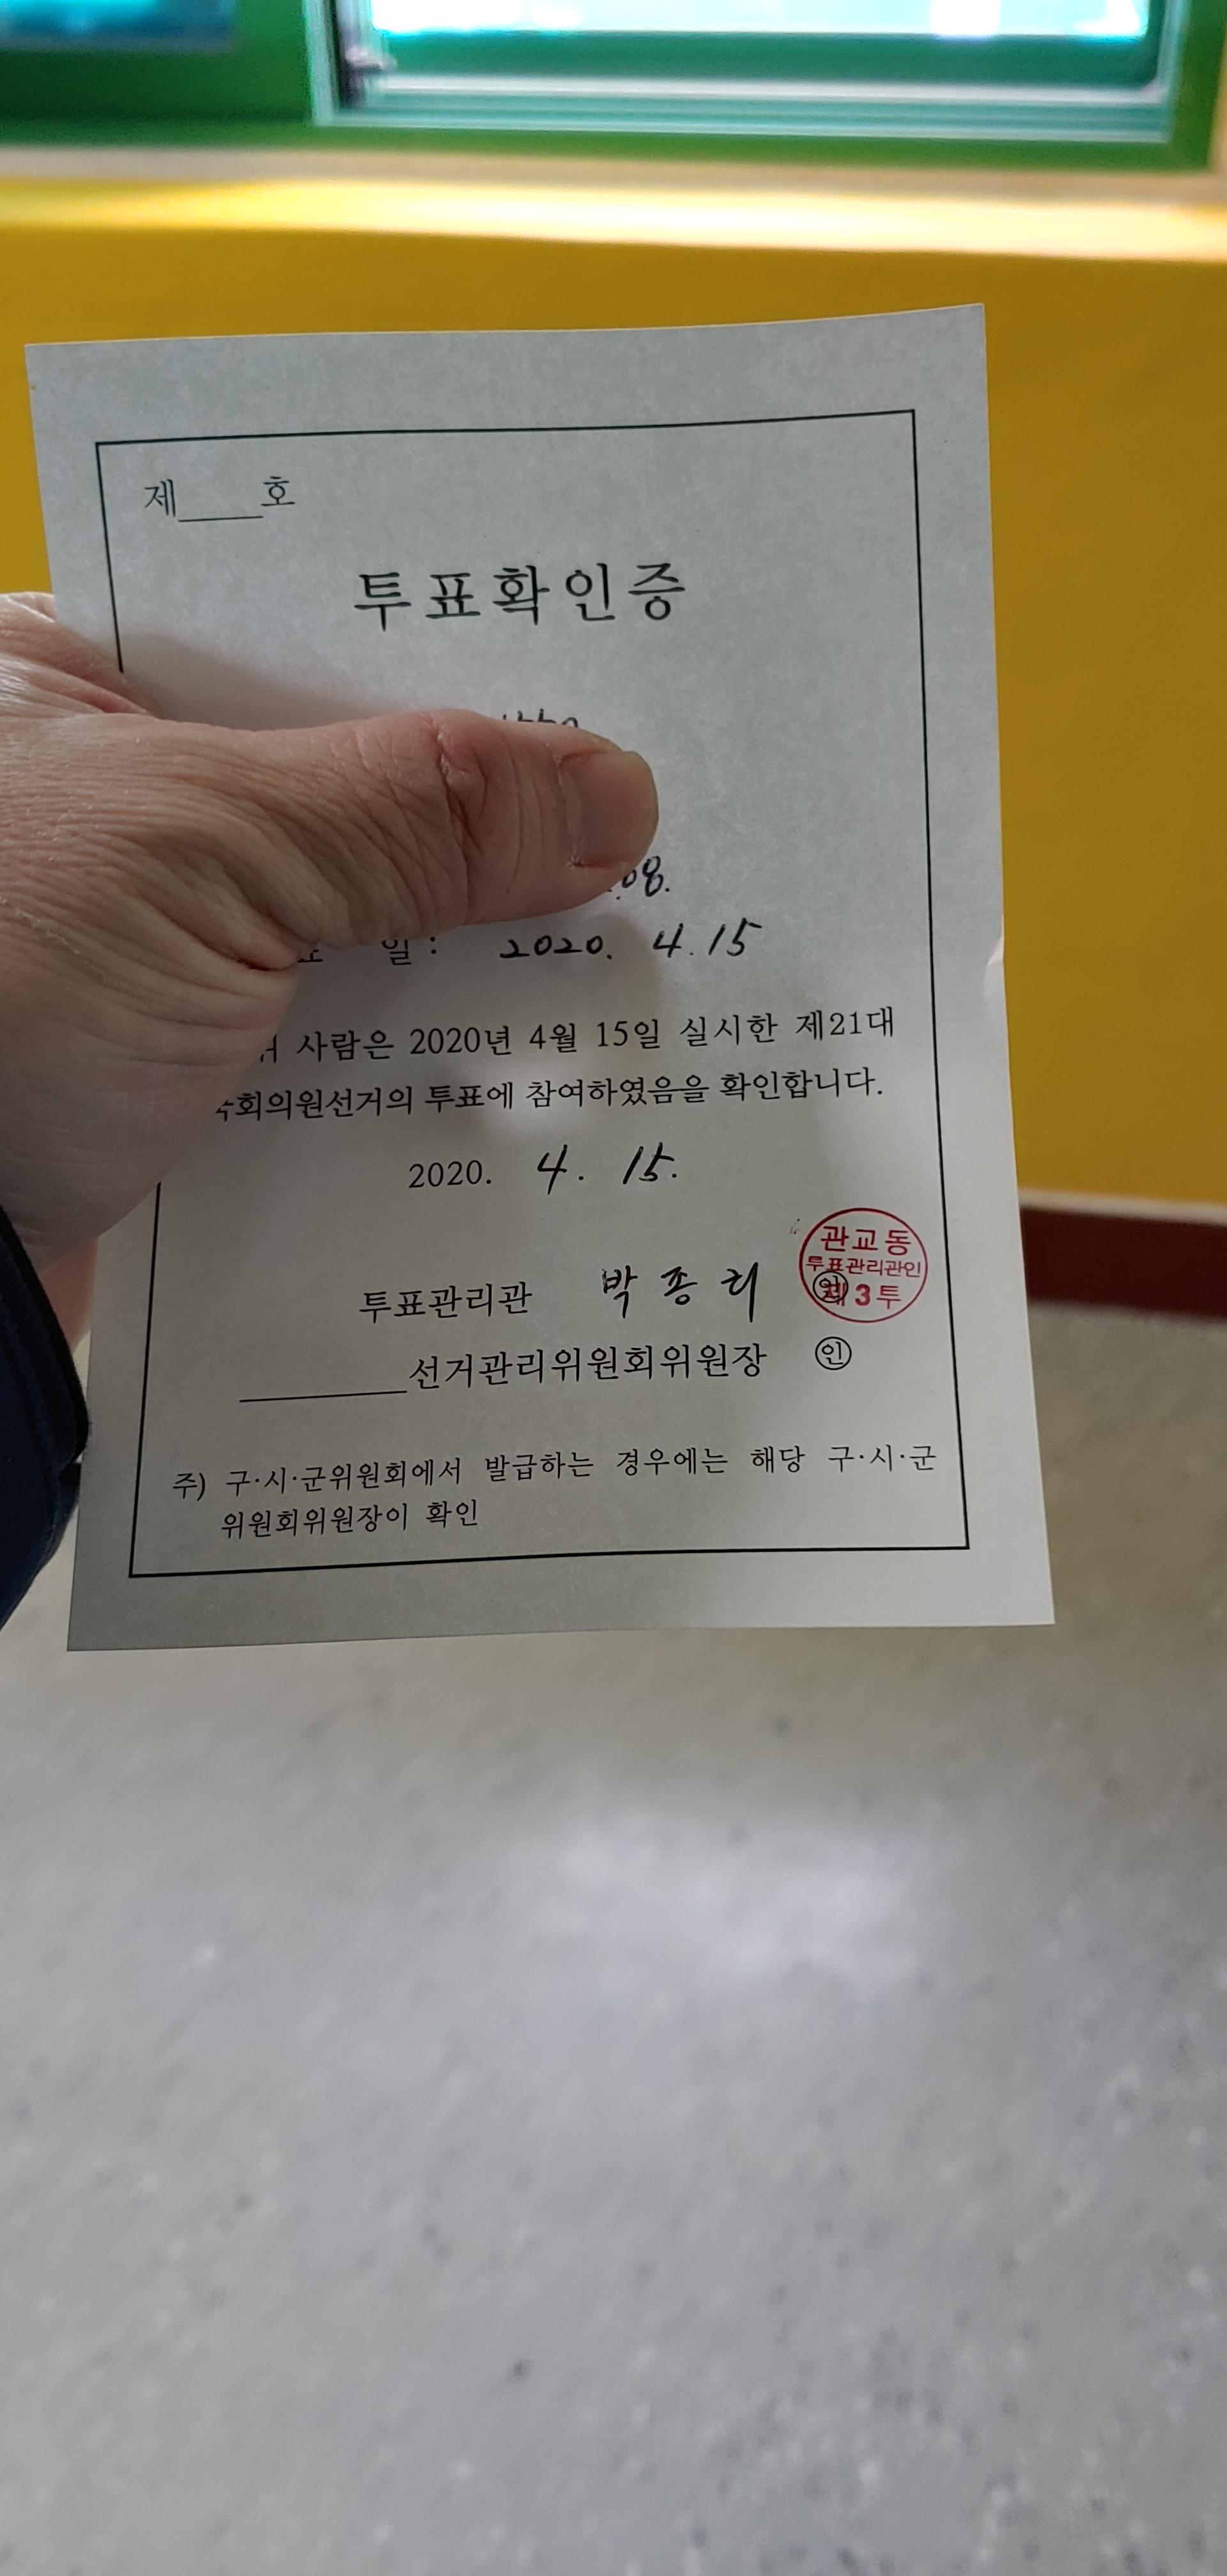 제____호
투표확인증
08.
일 : 2020. 4. 15
사람은 2020년 4월 15일 실시한 제21대
회의원선거의 투표에 참여하였음을 확인합니다.
2020. 4. 15.
투표관리관 박종 인
관교동
투표관리관인
제3투
선거관리위원회위원장 인
주) 구·시·군위원회에서 발급하는 경우에는 해당 구·시·군
위원회위원장이 확인